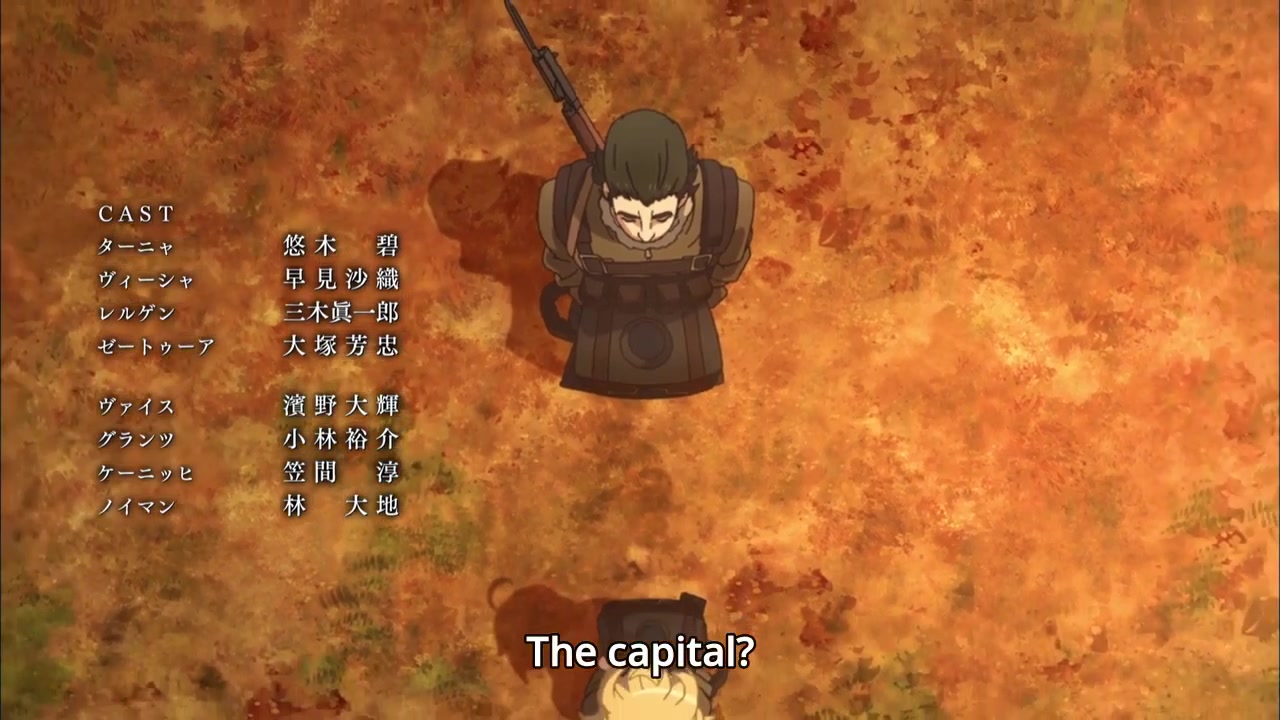 CAST
ターニャ 悠木 碧
ヴィーシャ 早見沙織
レルゲン 三木眞一郎
ゼートゥーア 大塚芳忠
ヴァイス 濱野大輝
グランツ 小林裕介
ケーニッヒ 笠間 淳
ノイマン 林 大地
The capital?